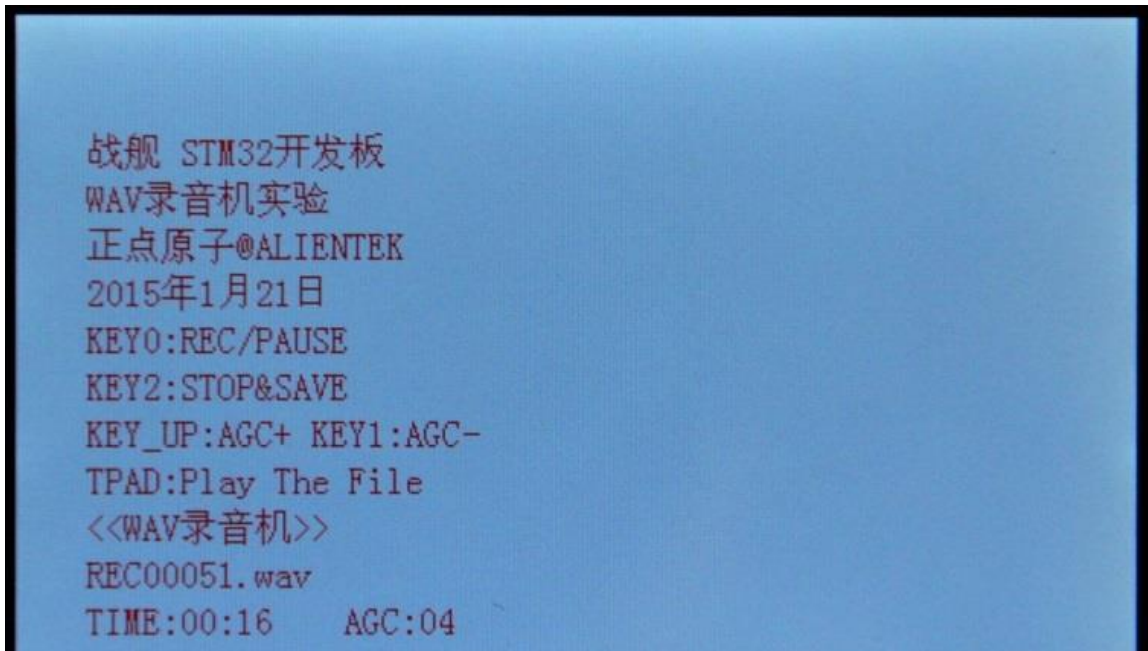 战舰 STM32开发板
WAV录音机实验
正点原子@ALIENTEK
2015年1月21日
KEY0:REC/PAUSE
KEY2:STOP&SAVE
KEY_UP:AGC+ KEY1:AGC-
TPAD:Play The File
<<WAV录音机>>
REC00051.wav
TIME:00:16 AGC:04